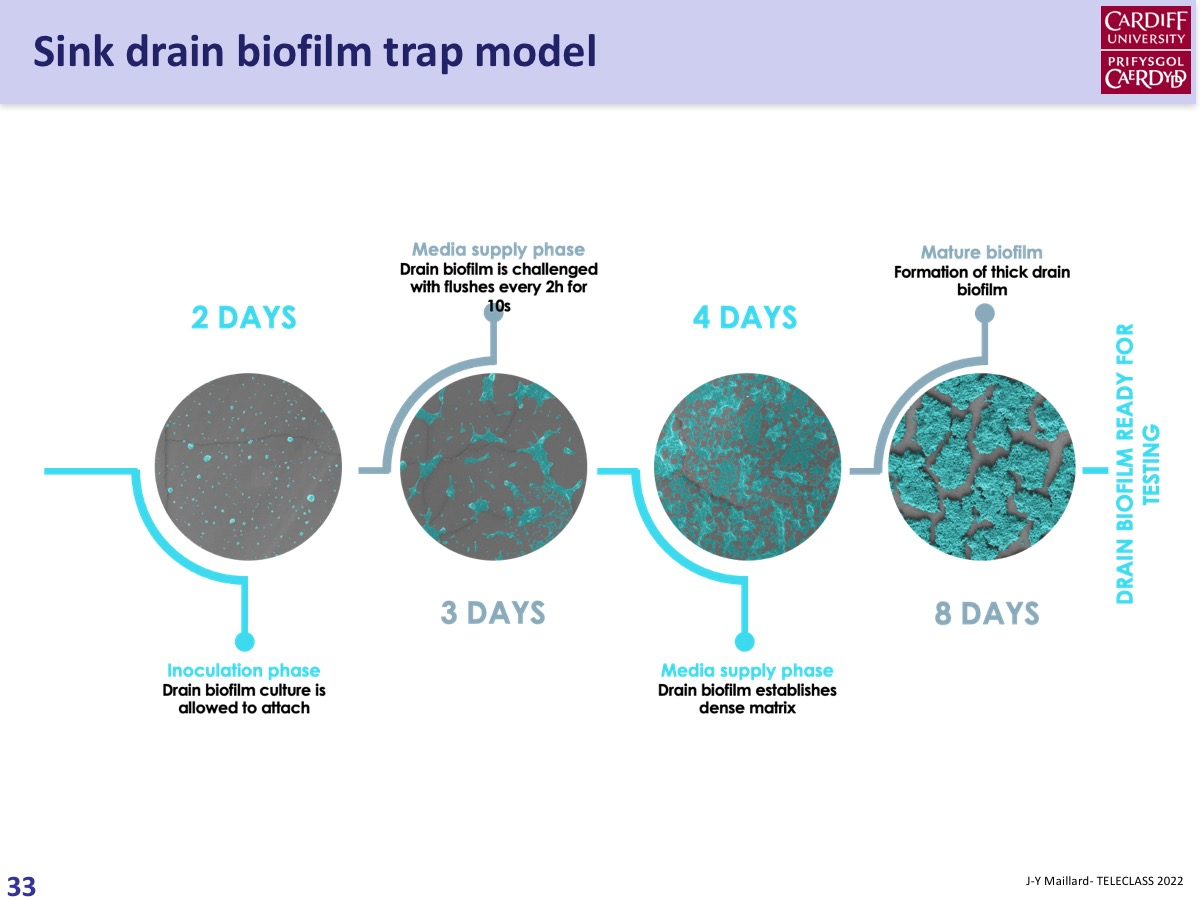 Sink drain biofilm trap model
CARDIFF
UNIVERSITY
PRIFYSGOL
CAERDYDD
2 DAYS
Inoculation phase
Drain biofilm culture is
allowed to attach
Media supply phase
Drain biofilm is challenged
with flushes every 2h for
10s
3 DAYS
4 DAYS
Media supply phase
Drain biofilm establishes
dense matrix
Mature biofilm
Formation of thick drain
biofilm
8 DAYS
DRAIN BIOFILM READY FOR
TESTING
33
J-Y Maillard- TELECLASS 2022